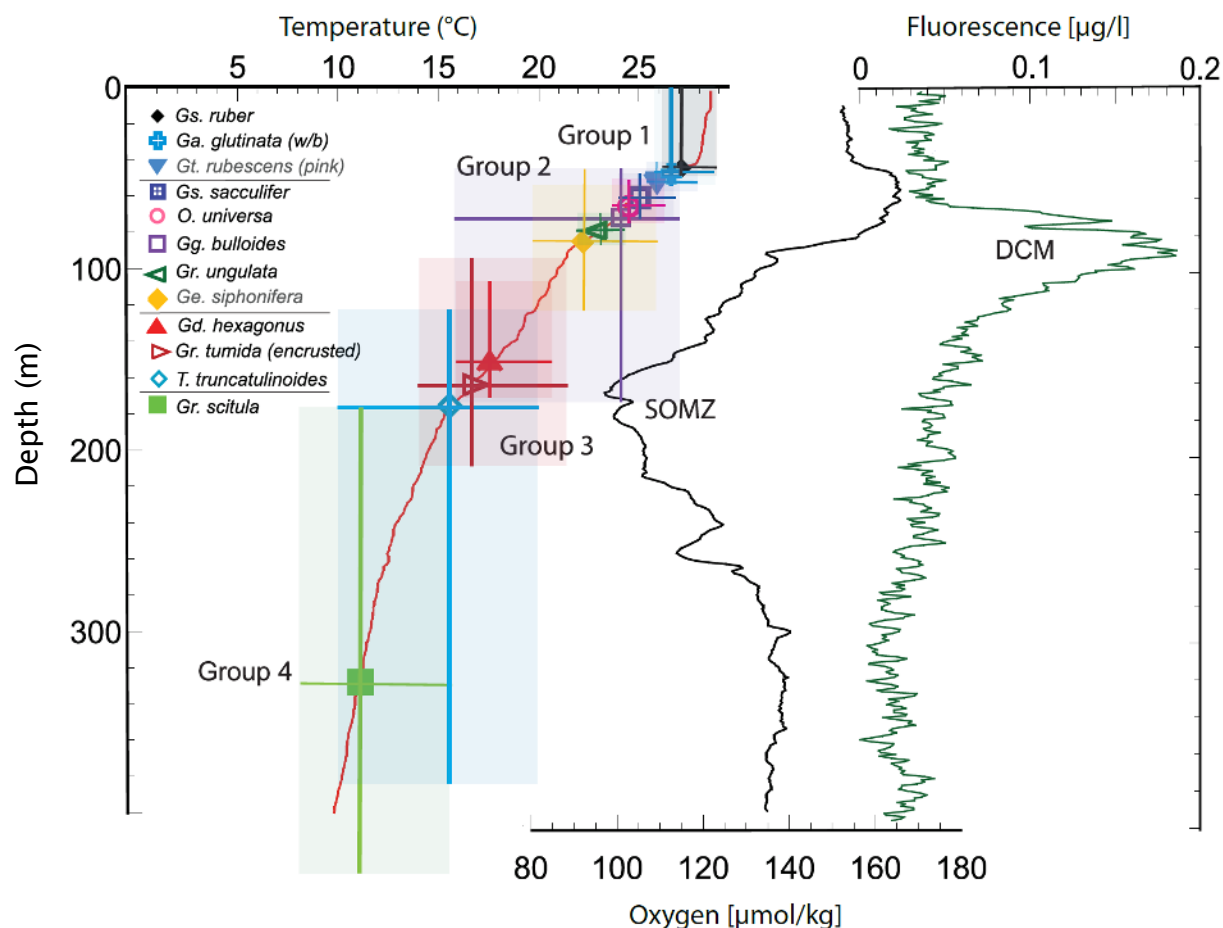 Temperature (°C)
Fluorescence [µg/l]
5 10 15 20 25
0 0.1 0.2
0
100
200
300
Depth (m)
Gs. ruber
Ga. glutinata (w/b)
Gt. rubescens (pink)
Gs. sacculifer
O. universa
Gg. bulloides
Gr. ungulata
Ge. siphonifera
Gd. hexagonus
Gr. tumida (encrusted)
T. truncatulinoides
Gr. scitula
Group 1
Group 2
DCM
SOMZ
Group 3
Group 4
80 100 120 140 160 180
Oxygen [µmol/kg]